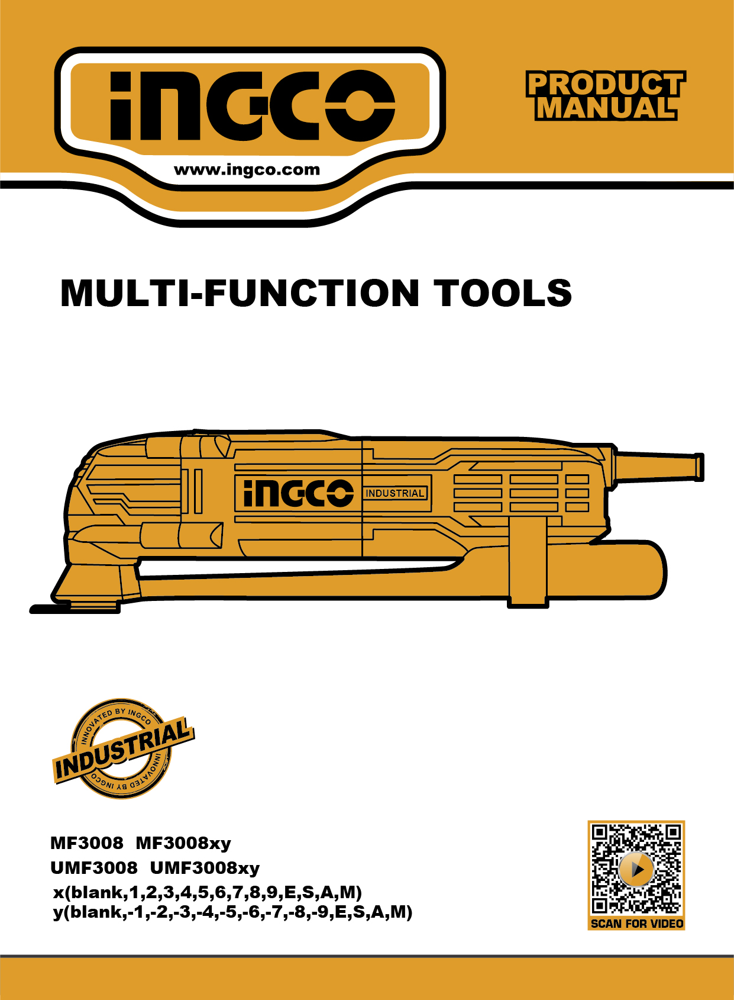 INGCO
PRODUCT
MANUAL
www.ingco.com
MULTI-FUNCTION TOOLS
INGCO
INDUSTRIAL
INNOVATED BY INGCO
INDUSTRIAL
INNOVATED BY INGCO
MF3008 MF3008xy
UMF3008 UMF3008xy
x(blank,1,2,3,4,5,6,7,8,9,E,S,A,M)
y(blank,-1,-2,-3,-4,-5,-6,-7,-8,-9,E,S,A,M)
SCAN FOR VIDEO